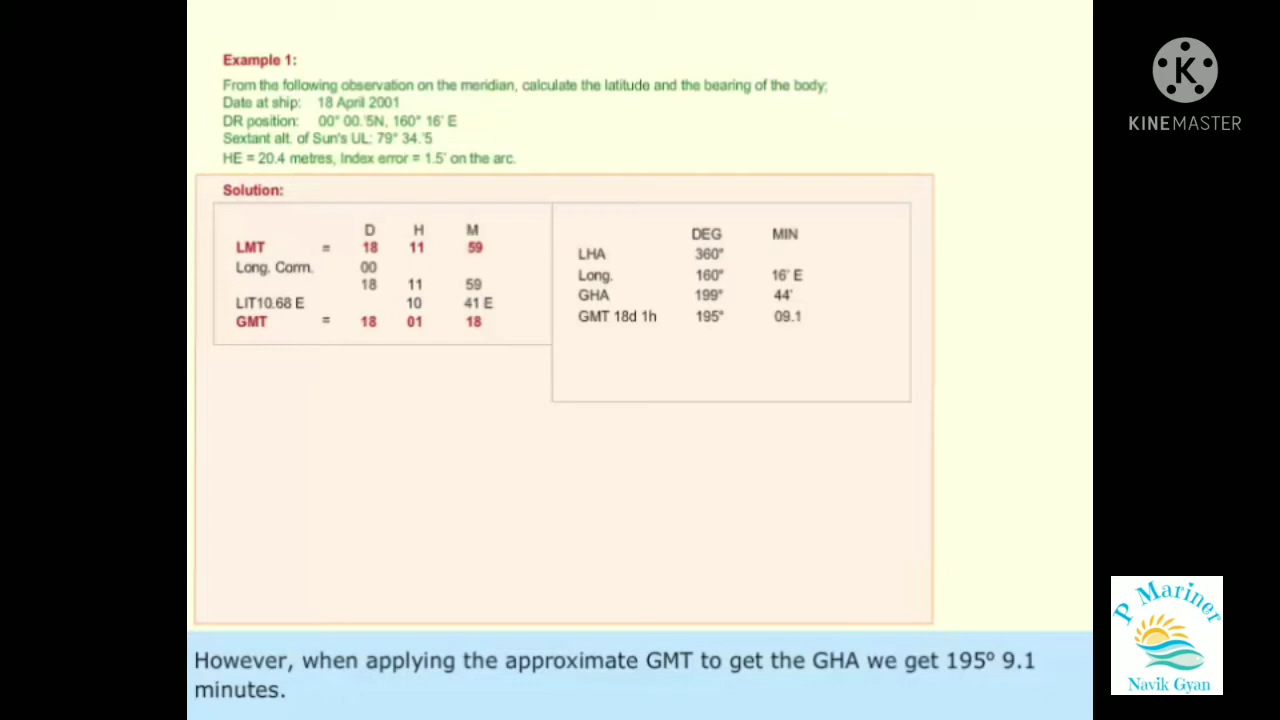 Example 1:
From the following observation on the meridian, calculate the latitude and the bearing of the body;
Date at ship: 18 April 2001
DR position: 00° 00.'5N, 160° 16' E
Sextant alt. of Sun's UL: 79° 34.'5
HE = 20.4 metres, Index error = 1.5' on the arc.
Solution:
D H M
LMT = 18 11 59
Long. Corrn. 00
18 11 59
LIT10.68 E 10 41 E
GMT = 18 01 18
DEG MIN
LHA 360°
Long. 160° 16' E
GHA 199° 44'
GMT 18d 1h 195° 09.1
However, when applying the approximate GMT to get the GHA we get 195° 9.1
minutes.
K
KINEMASTER
P Mariner
Navik Gyan